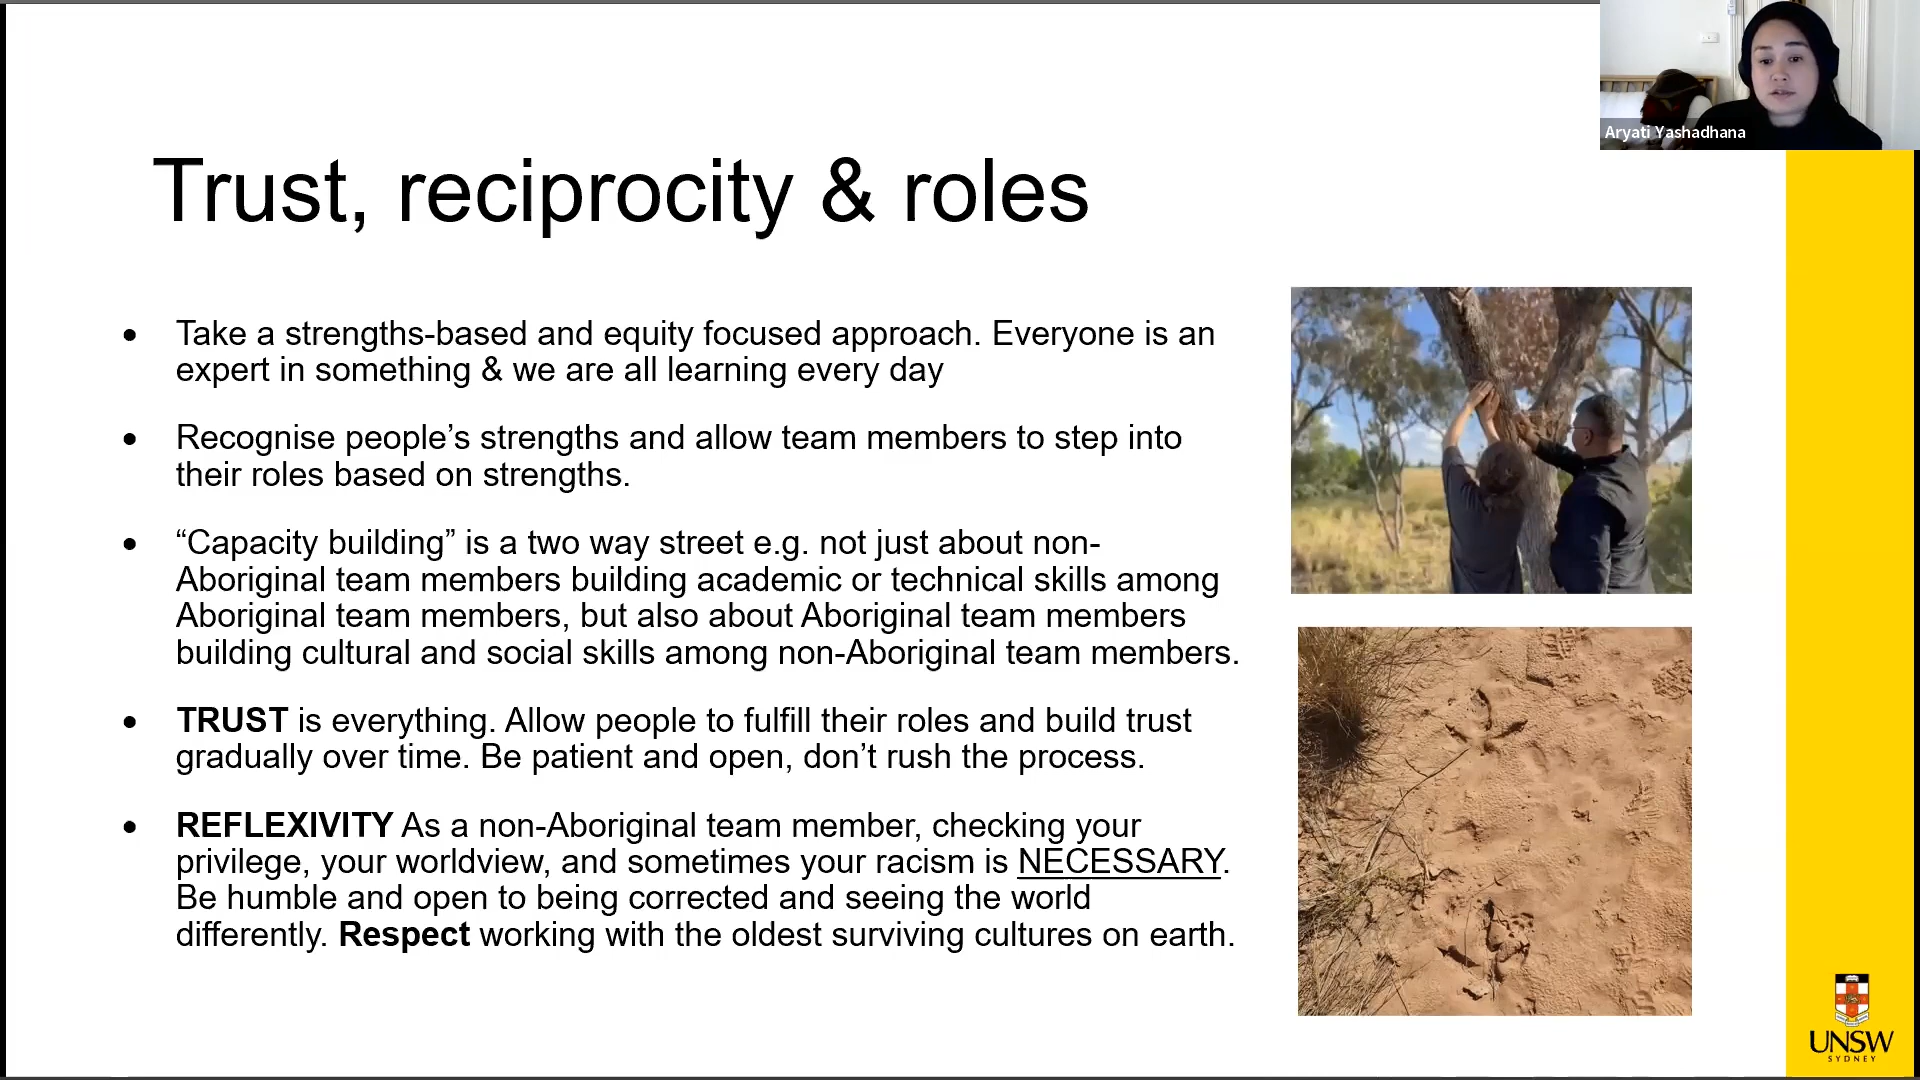 Aryati Yashadhana
Trust, reciprocity & roles
• Take a strengths-based and equity focused approach. Everyone is an
expert in something & we are all learning every day
• Recognise people’s strengths and allow team members to step into
their roles based on strengths.
• “Capacity building” is a two way street e.g. not just about non-
Aboriginal team members building academic or technical skills among
Aboriginal team members, but also about Aboriginal team members
building cultural and social skills among non-Aboriginal team members.
• TRUST is everything. Allow people to fulfill their roles and build trust
gradually over time. Be patient and open, don’t rush the process.
• REFLEXIVITY As a non-Aboriginal team member, checking your
privilege, your worldview, and sometimes your racism is NECESSARY.
Be humble and open to being corrected and seeing the world
differently. Respect working with the oldest surviving cultures on earth.
UNSW
SYDNEY